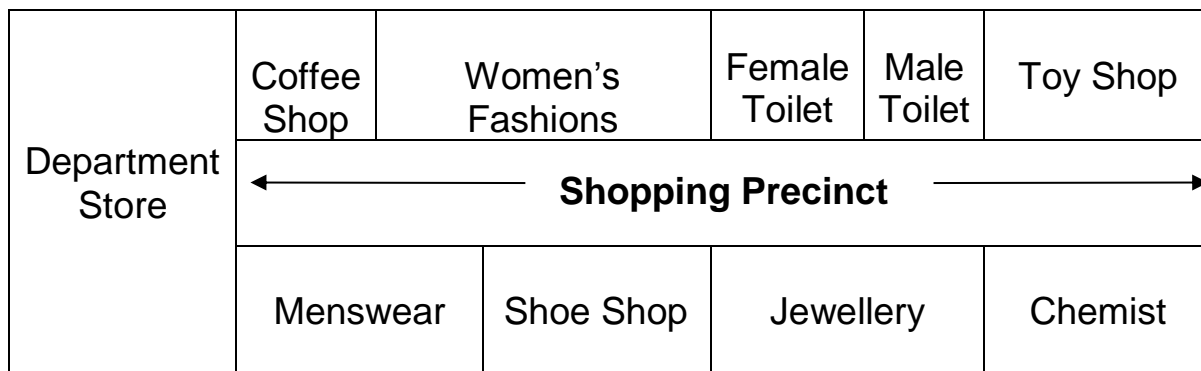 Department
Store
Coffee
Shop
Women’s
Fashions
Female
Toilet
Male
Toilet
Toy Shop
Shopping Precinct
Menswear
Shoe Shop
Jewellery
Chemist